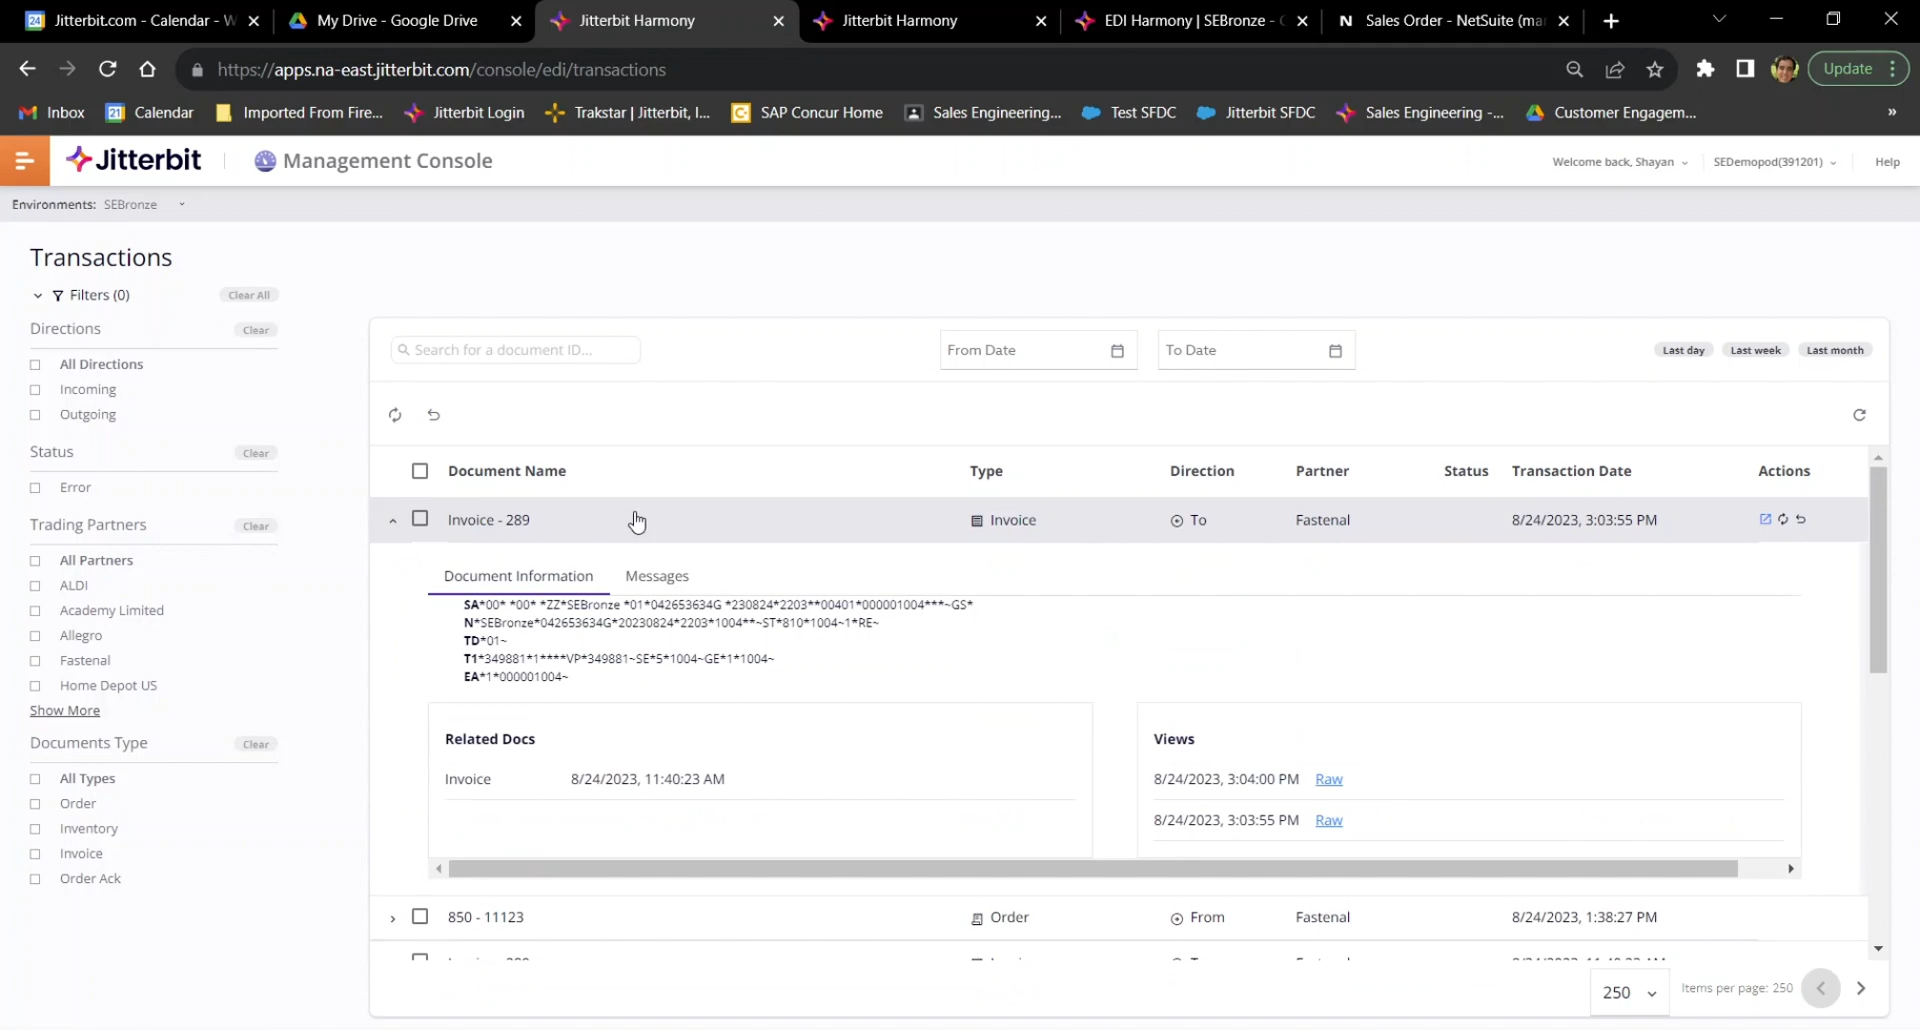 Jitterbit.com - Calendar - W
My Drive - Google Drive
Jitterbit Harmony
Jitterbit Harmony
EDI Harmony | SEBronze -
Sales Order - NetSuite (ma
https://apps.na-east.jitterbit.com/console/edi/transactions
Update
Inbox
Calendar
Imported From Fire...
Jitterbit Login
Trakstar | Jitterbit, I...
SAP Concur Home
Sales Engineering...
Test SFDC
Jitterbit SFDC
Sales Engineering -...
Customer Engagem...
»
Jitterbit
Management Console
Welcome back, Shayan
SEDemopod(391201)
Help
Environments: SEBronze
Transactions
Filters (0)
Clear All
Directions
Clear
All Directions
Incoming
Outgoing
Status
Clear
Error
Trading Partners
Clear
All Partners
ALDI
Academy Limited
Allegro
Fastenal
Home Depot US
Show More
Documents Type
Clear
All Types
Order
Inventory
Invoice
Order Ack
Search for a document ID...
From Date
To Date
Last day
Last week
Last month
Document Name Type Direction Partner Status Transaction Date Actions
Invoice - 289 Invoice To Fastenal 8/24/2023, 3:03:55 PM
Document Information
Messages
SA*00* *00* *ZZ*SEBronze *01*042653634G *230824*2203**00401*000001004***~GS*
N*SEBronze*042653634G*20230824*2203*1004**~ST*810*1004~1*RE~
TD*01~
T1*349881*1****VP*349881~SE*5*1004~GE*1*1004~
EA*1*000001004~
Related Docs
Invoice 8/24/2023, 11:40:23 AM
Views
8/24/2023, 3:04:00 PM Raw
8/24/2023, 3:03:55 PM Raw
850 - 11123 Order From Fastenal 8/24/2023, 1:38:27 PM
250
Items per page: 250